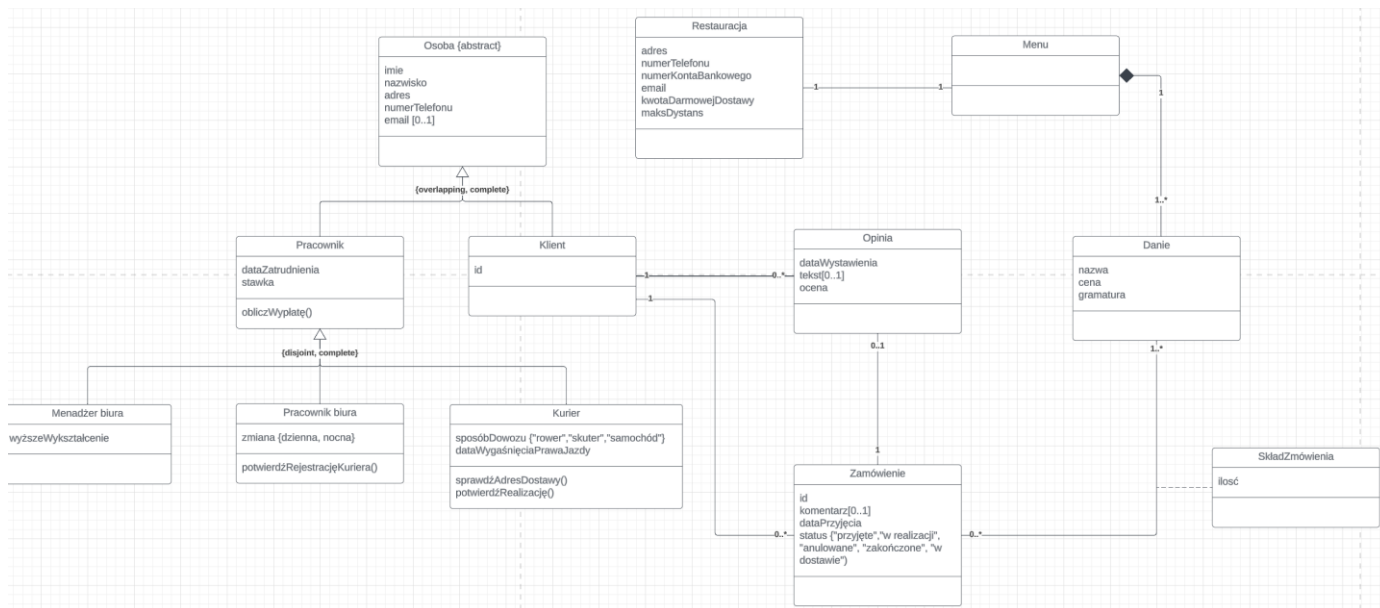 Osoba {abstract}
imie
nazwisko
adres
numerTelefonu
email [0..1]
{overlapping, complete}
Restauracja
adres
numerTelefonu
numerKontaBankowego
email
kwotaDarmowejDostawy
maksDystans
1
1
Menu
1
1..*
Pracownik
dataZatrudnienia
stawka
obliczWypłatę()
{disjoint, complete}
Klient
id
1
0..*
1
Opinia
dataWystawienia
tekst[0..1]
ocena
0..1
1
Danie
nazwa
cena
gramatura
1..*
Menadżer biura
wyższeWykształcenie
Pracownik biura
zmiana {dzienna, nocna}
potwierdźRejestracjęKuriera()
Kurier
sposóbDowozu {"rower","skuter","samochód"}
dataWygaśnięciaPrawaJazdy
sprawdźAdresDostawy()
potwierdźRealizację()
Zamówienie
id
komentarz[0..1]
dataPrzyjęcia
status {"przyjęte","w realizacji",
"anulowane", "zakończone", "w
dostawie")
0..*
0..*
SkładZmówienia
ilosć